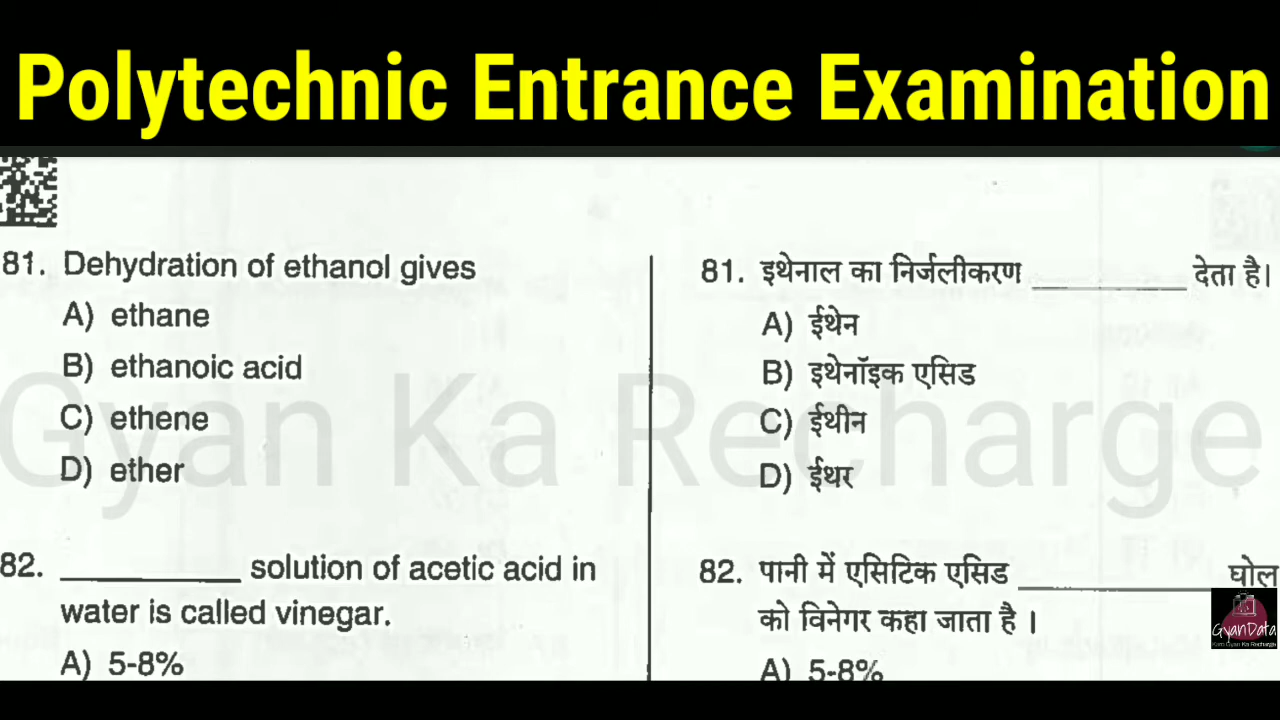 Polytechnic Entrance Examination
81. Dehydration of ethanol gives
A) ethane
B) ethanoic acid
C) ethene
D) ether
82. __________ solution of acetic acid in
water is called vinegar.
A) 5-8%
81. इथेनाल का निर्जलीकरण __________ देता है।
A) ईथेन
B) इथेनॉइक एसिड
C) ईथीन
D) ईथर
82. पानी में एसिटिक एसिड __________ घोल
को विनेगर कहा जाता है ।
A) 5-8%
Gyan Ka Recharge
GyanData